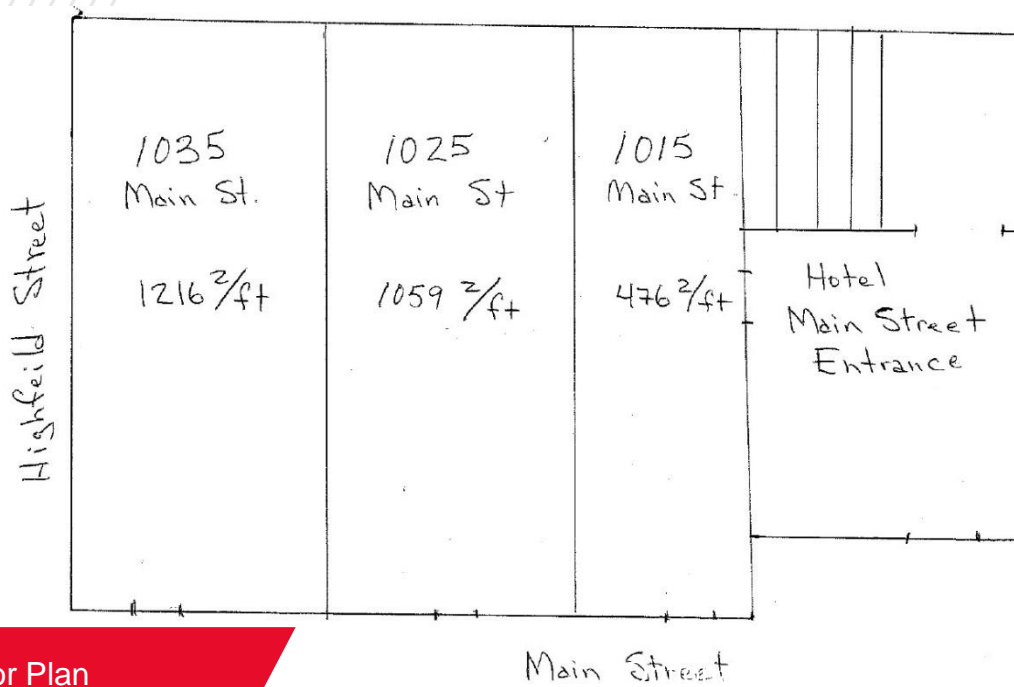 1035
Main St.
1216 ²/ft
1025
Main St
1059 ²/ft
1015
Main St.
476 ²/ft
Hotel
Main Street
Entrance
Highfeild Street
Main Street
Plan